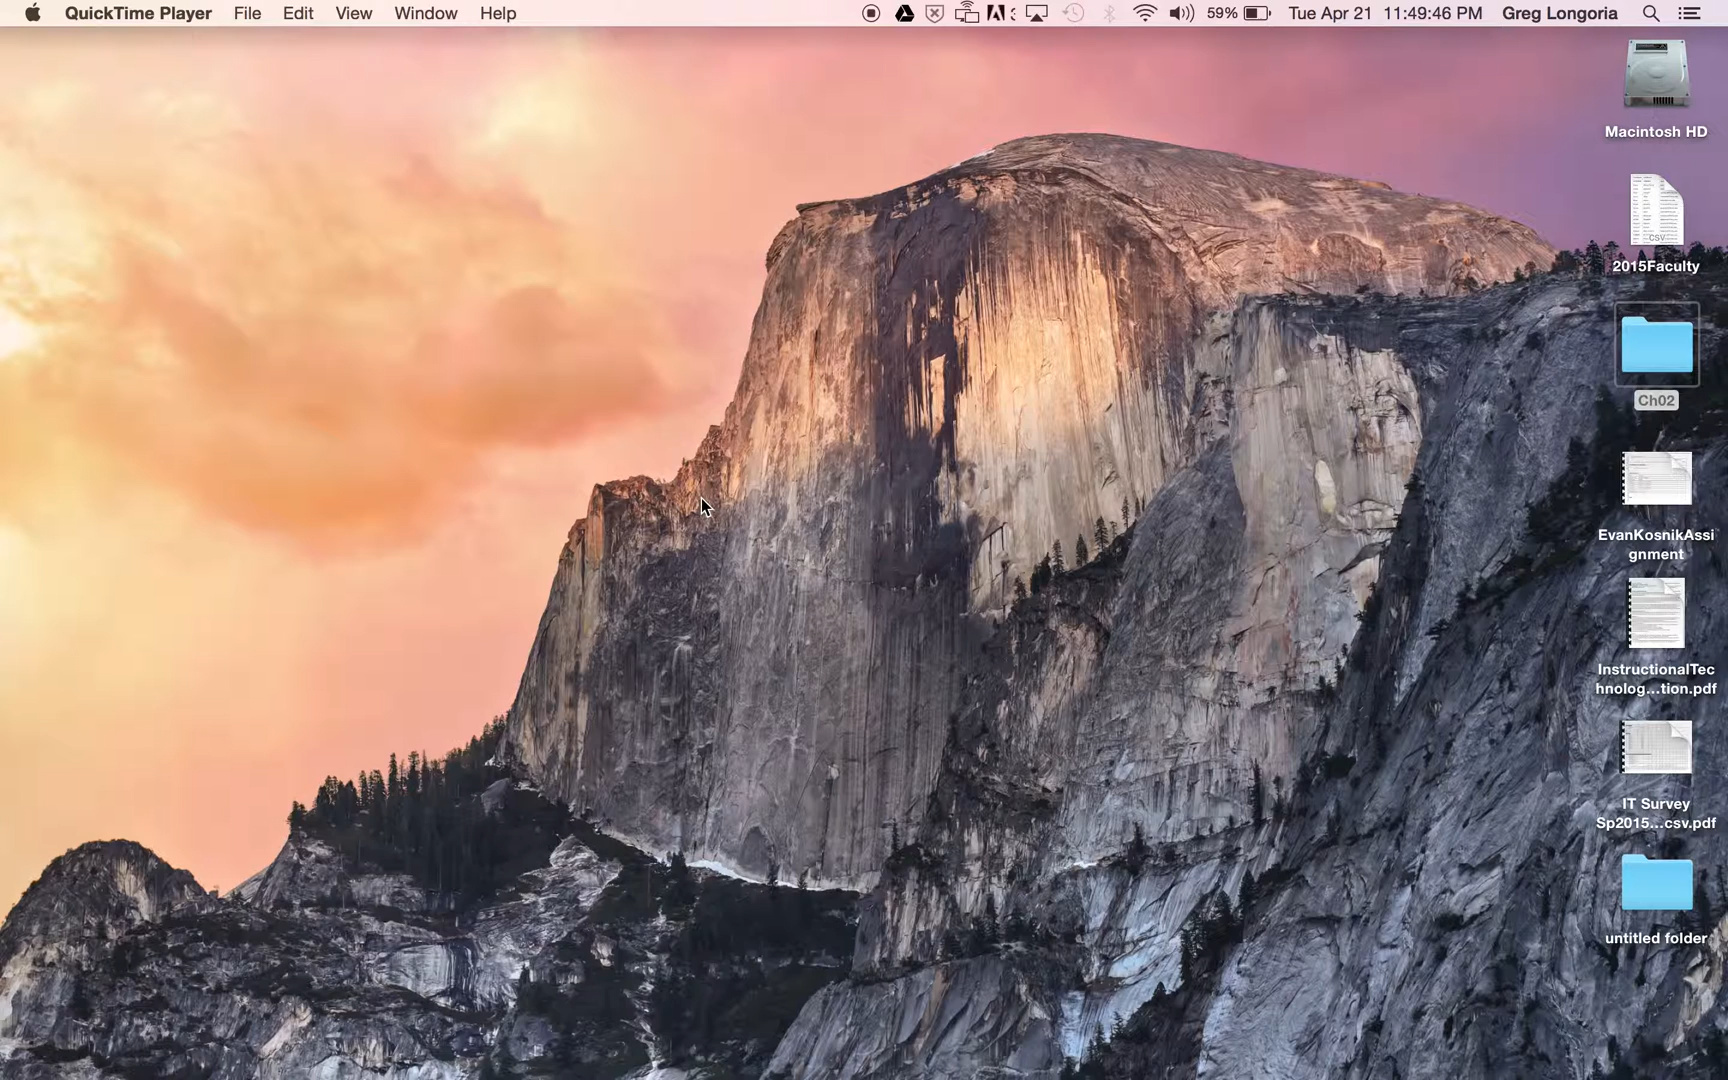 QuickTime Player File Edit View Window Help 59% Tue Apr 21 11:49:46 PM Greg Longoria
Macintosh HD
CSV
2015Faculty
Ch02
EvanKosnikAssi
gnment
InstructionalTec
hnolog...tion.pdf
IT Survey
Sp2015...csv.pdf
untitled folder